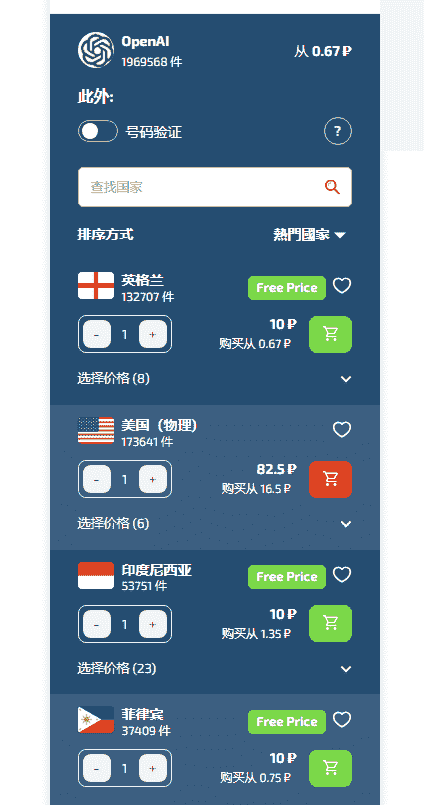 OpenAI
1969568 件
从 0.67 ₽
此外:
号码验证
?
查找国家
排序方式
熱門國家
英格兰
132707 件
Free Price
- 1 +
10 ₽
购买从 0.67 ₽
选择价格 (8)
美国（物理）
173641 件
- 1 +
82.5 ₽
购买从 16.5 ₽
选择价格 (6)
印度尼西亚
53751 件
Free Price
- 1 +
10 ₽
购买从 1.35 ₽
选择价格 (23)
菲律宾
37409 件
Free Price
- 1 +
10 ₽
购买从 0.75 ₽